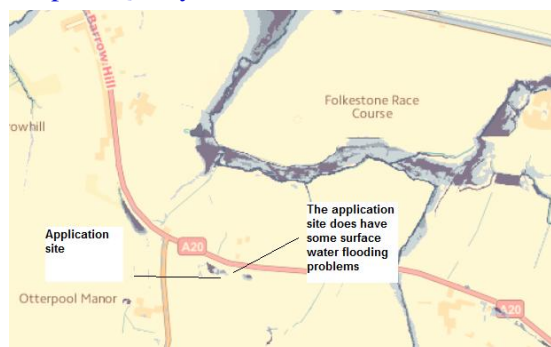 Barrow Hill
Folkestone Race
Course
rowhill
Application
site
The application
site does have
some surface
water flooding
problems
A20
Otterpool Manor
A20